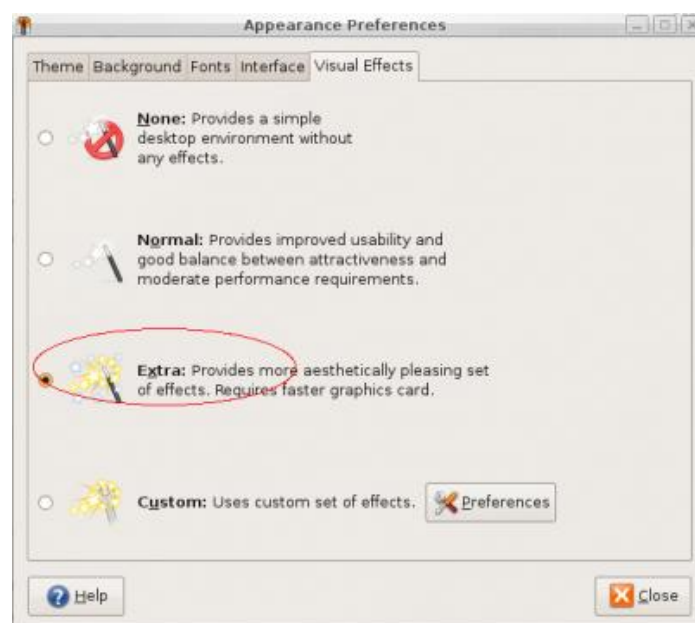 Appearance Preferences
Theme Background Fonts Interface Visual Effects
None: Provides a simple
desktop environment without
any effects.
Normal: Provides improved usability and
good balance between attractiveness and
moderate performance requirements.
Extra: Provides more aesthetically pleasing set
of effects. Requires faster graphics card.
Custom: Uses custom set of effects. Preferences
Help Close